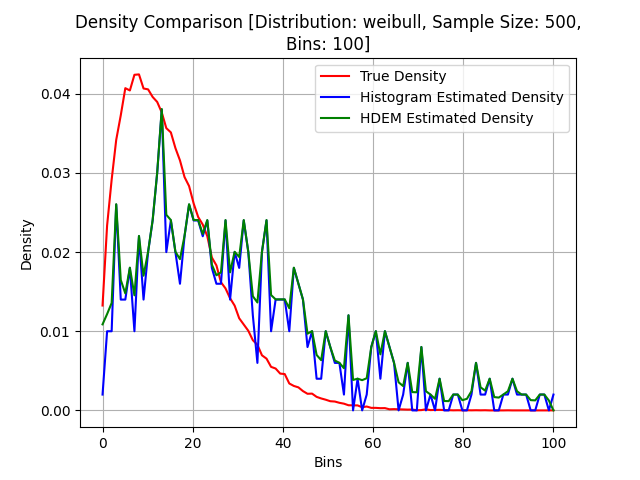 Density Comparison [Distribution: weibull, Sample Size: 500,
Bins: 100]
True Density
Histogram Estimated Density
HDEM Estimated Density
Density
0.04
0.03
0.02
0.01
0.00
0 20 40 60 80 100
Bins